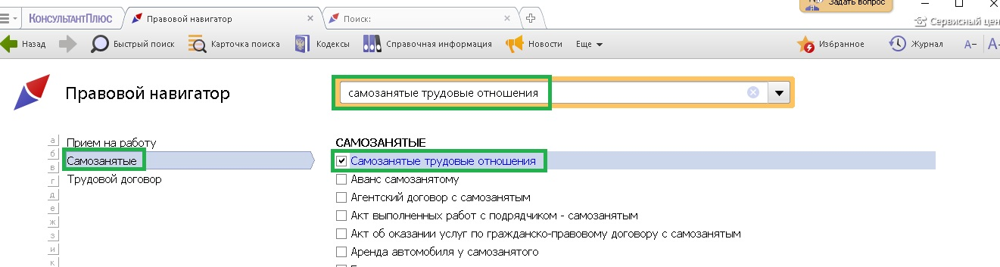 Задать вопрос
КОНСУЛЬТАНТПЛЮС Правовой навигатор Поиск:
Сервисный цен
Назад Быстрый поиск Карточка поиска Кодексы Справочная информация Новости Еще Избранное Журнал А− А
Правовой навигатор самозанятые трудовые отношения
а Прием на работу САМОЗАНЯТЫЕ
б Самозанятые Самозанятые трудовые отношения
в
г Трудовой договор Аванс самозанятому
д Агентский договор с самозанятым
е
ж Акт выполненных работ с подрядчиком - самозанятым
з Акт об оказании услуг по гражданско-правовому договору с самозанятым
и Аренда автомобиля у самозанятого
к